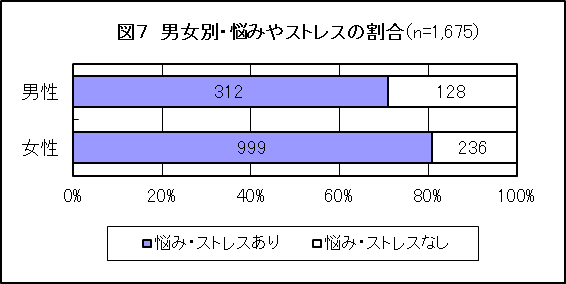 図7 男女別・悩みやストレスの割合(n=1,675)
男性 312 128
女性 999 236
0% 20% 40% 60% 80% 100%
悩み・ストレスあり 悩み・ストレスなし